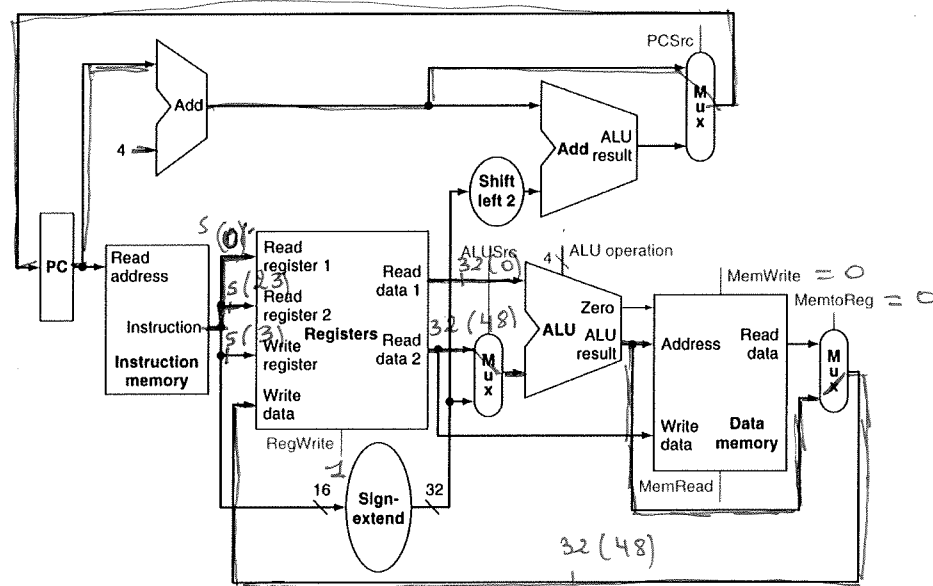 PCSrc
Add
M
u
x
4
Add
ALU
result
Shift
left 2
PC
Read
address
Instruction
Instruction
memory
5 (0)
5 (23)
5 (3)
Read
register 1
Read
register 2
Registers
Write
register
Write
data
Read
data 1
Read
data 2
RegWrite
1
32 (0)
32 (48)
ALUSrc
M
u
x
4
ALU operation
Zero
ALU
ALU
result
MemWrite = 0
MemtoReg = 0
Address
Read
data
Write
data
Data
memory
MemRead
M
u
x
16
Sign-
extend
32
32 (48)